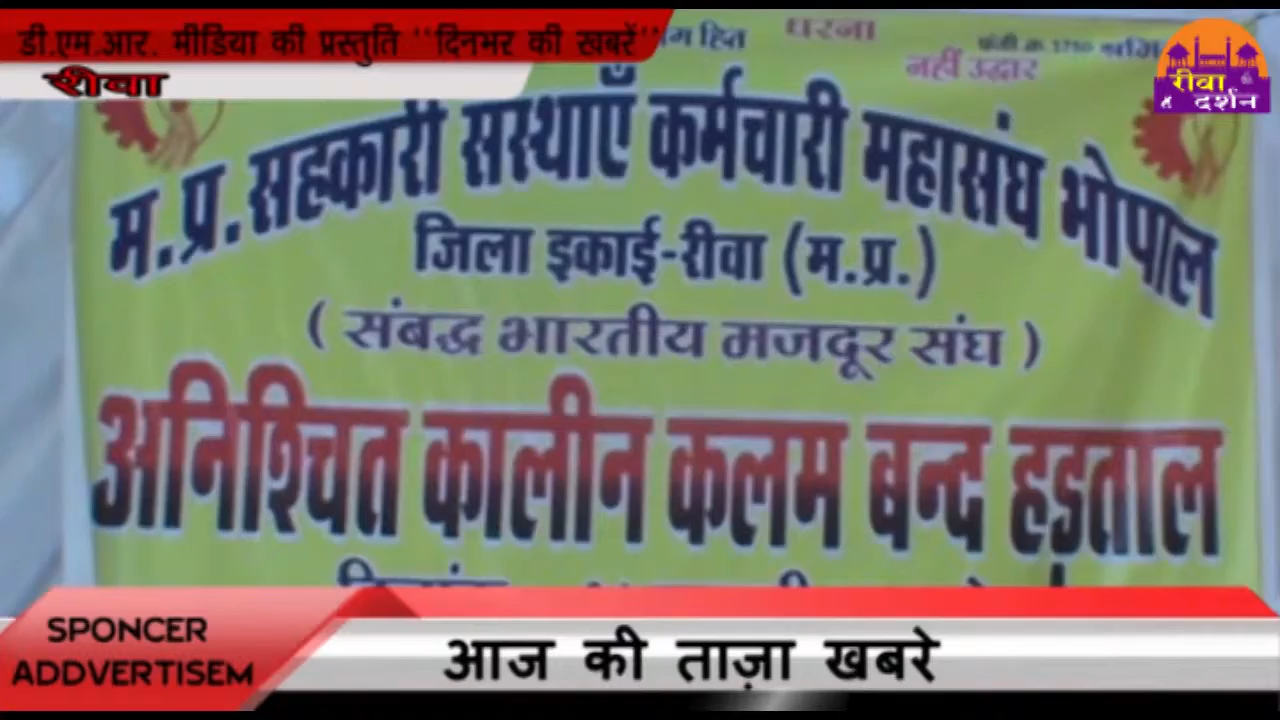 डी.एम.आर. मीडिया की प्रस्तुति ''दिनभर की खबरें''
रीवा
हित धरना
नहीं उद्धार
रीवा
दर्शन
म.प्र. सहकारी सस्थाएँ कर्मचारी महासंघ भोपाल
जिला इकाई-रीवा (म.प्र.)
( संबद्ध भारतीय मजदूर संघ )
अनिश्चित कालीन कलम बन्द हड़ताल
SPONCER
ADDVERTISEM
आज की ताज़ा खबरे